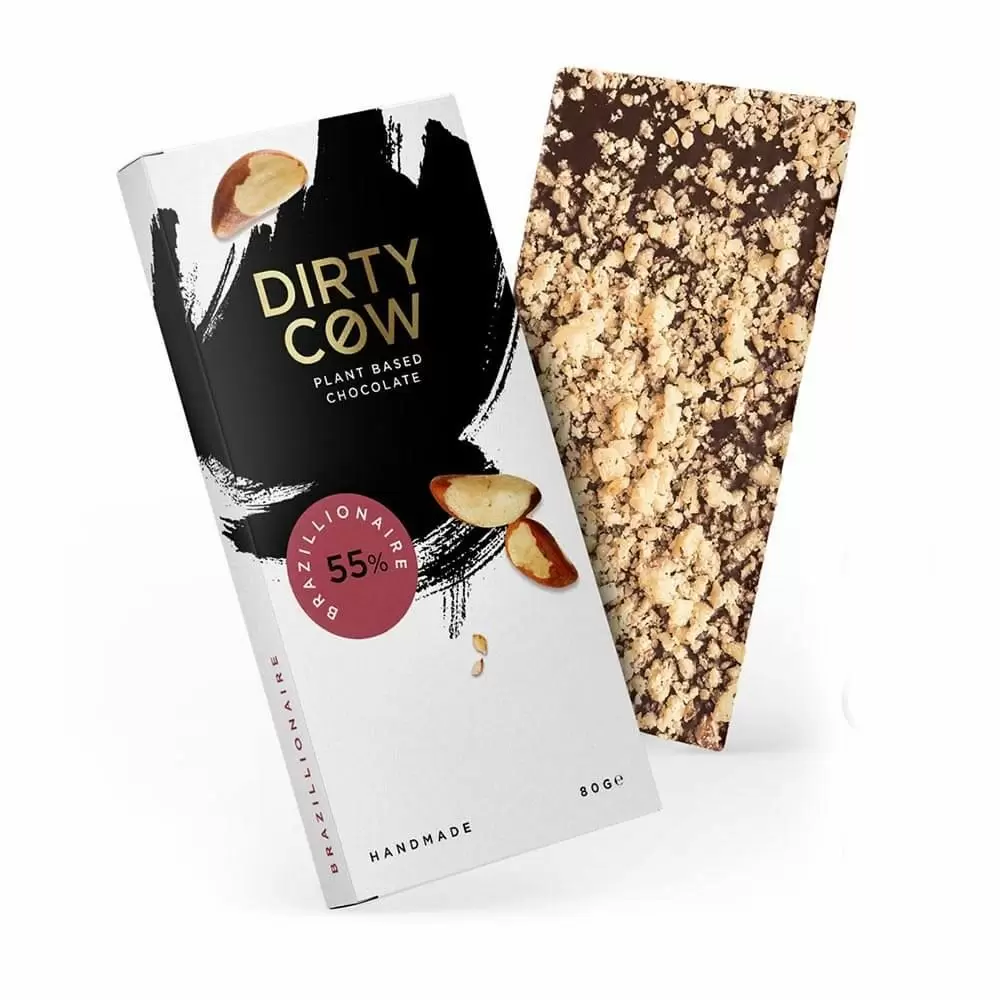 DIRTY
CØW
PLANT BASED
CHOCOLATE
BRAZILLIONAIRE
55%
BRAZILLIONAIRE
HANDMADE
80G℮